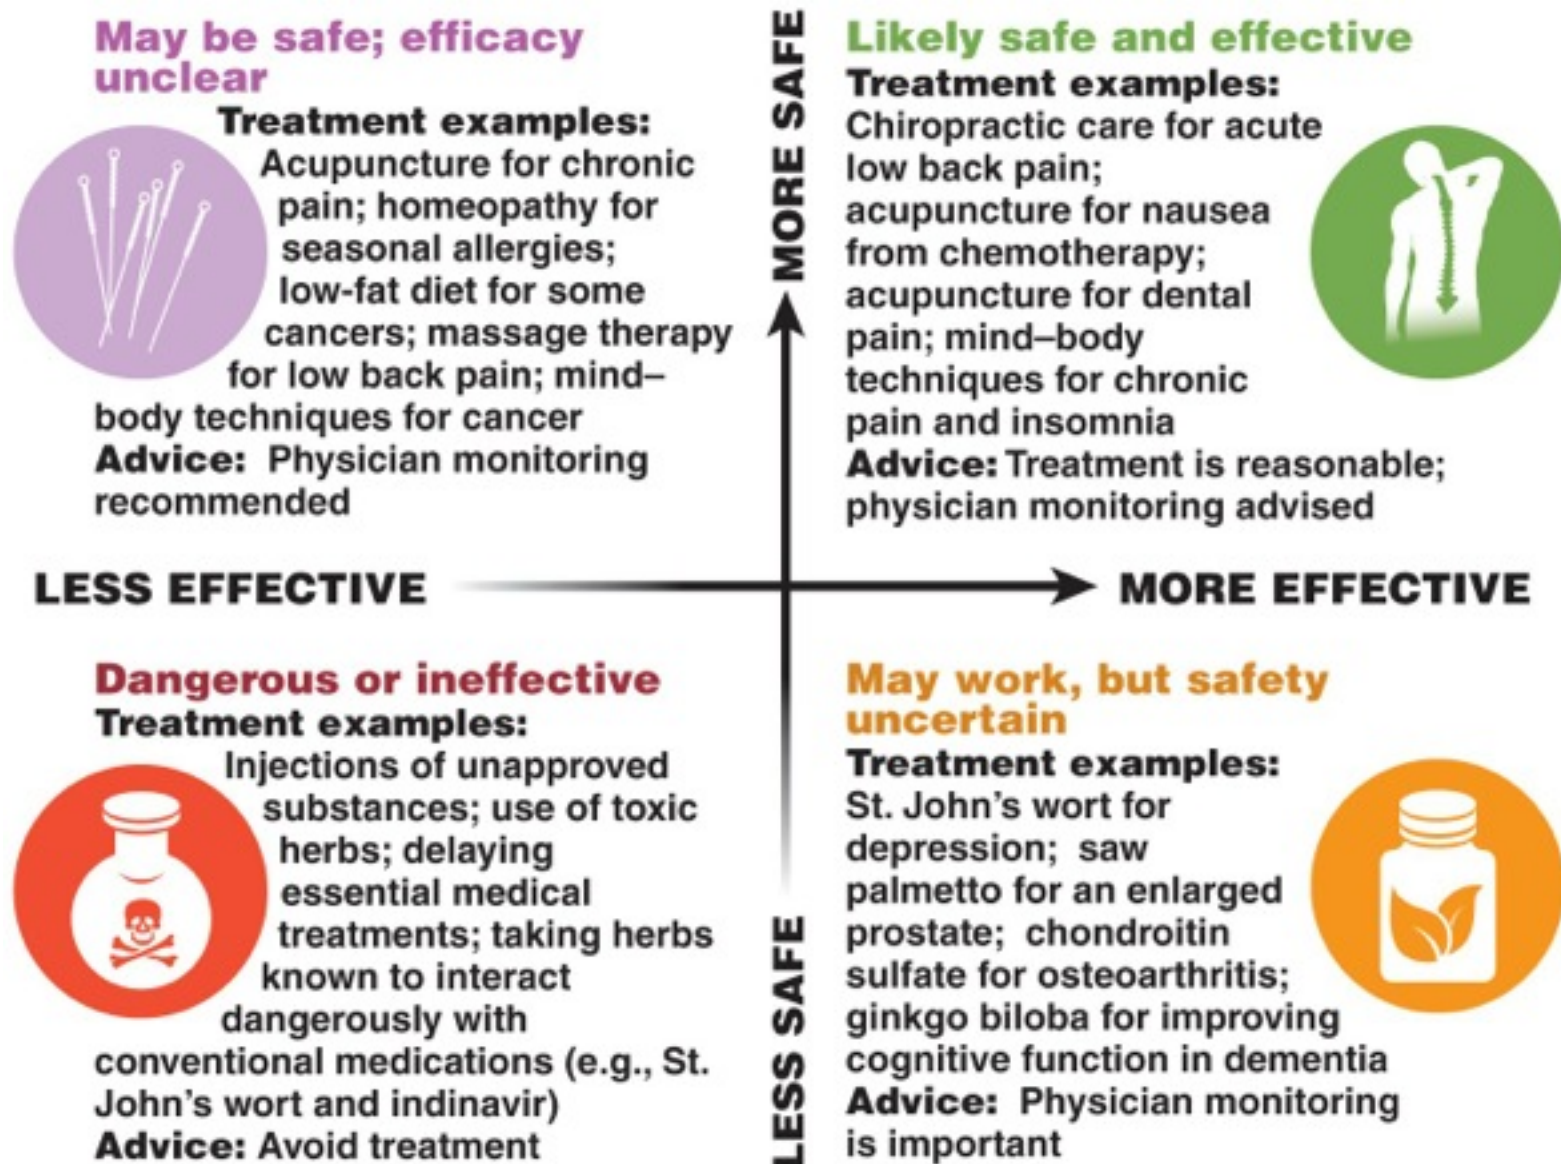 May be safe; efficacy
unclear
Treatment examples:
Acupuncture for chronic
pain; homeopathy for
seasonal allergies;
low-fat diet for some
cancers; massage therapy
for low back pain; mind–
body techniques for cancer
Advice: Physician monitoring
recommended
MORE SAFE
Likely safe and effective
Treatment examples:
Chiropractic care for acute
low back pain;
acupuncture for nausea
from chemotherapy;
acupuncture for dental
pain; mind–body
techniques for chronic
pain and insomnia
Advice: Treatment is reasonable;
physician monitoring advised
LESS EFFECTIVE
MORE EFFECTIVE
Dangerous or ineffective
Treatment examples:
Injections of unapproved
substances; use of toxic
herbs; delaying
essential medical
treatments; taking herbs
known to interact
dangerously with
conventional medications (e.g., St.
John’s wort and indinavir)
Advice: Avoid treatment
LESS SAFE
May work, but safety
uncertain
Treatment examples:
St. John’s wort for
depression; saw
palmetto for an enlarged
prostate; chondroitin
sulfate for osteoarthritis;
ginkgo biloba for improving
cognitive function in dementia
Advice: Physician monitoring
is important